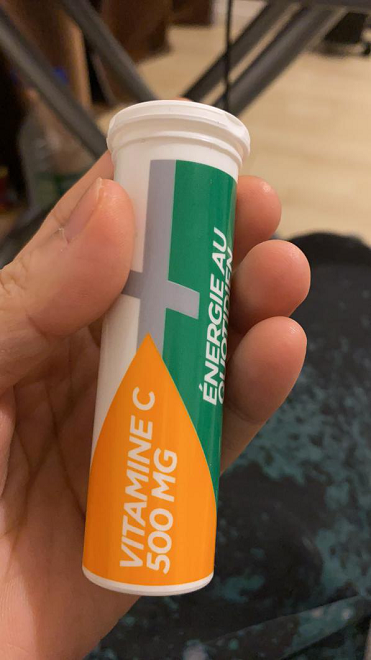 ÉNERGIE AU
QUOTIDIEN
VITAMINE C
500 MG